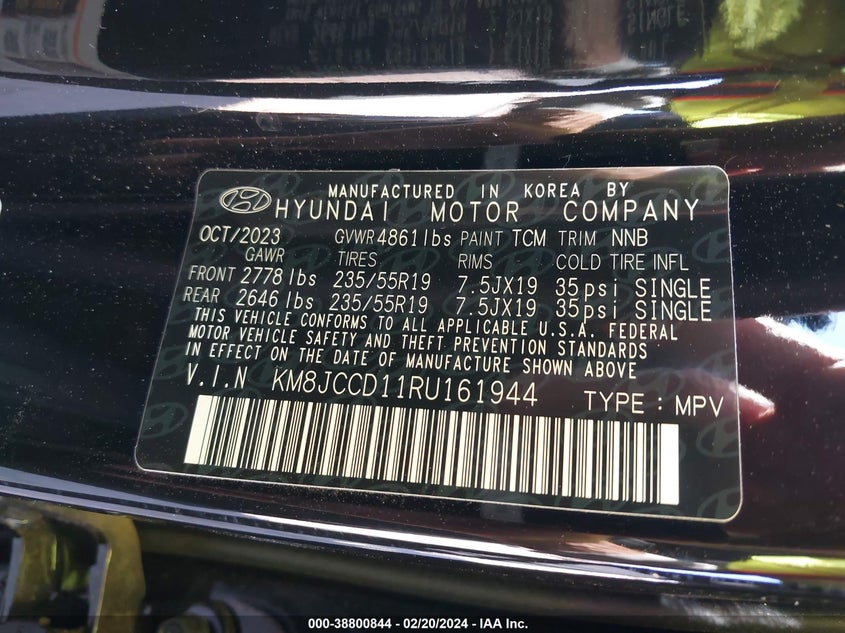 MANUFACTURED IN KOREA BY
HYUNDAI MOTOR COMPANY
OCT/2023 GVWR 4861lbs PAINT TCM TRIM NNB
GAWR TIRES RIMS COLD TIRE INFL
FRONT 2778 lbs 235/55R19 7.5JX19 35psi SINGLE
REAR 2646 lbs 235/55R19 7.5JX19 35psi SINGLE
THIS VEHICLE CONFORMS TO ALL APPLICABLE U.S.A. FEDERAL
MOTOR VEHICLE SAFETY AND THEFT PREVENTION STANDARDS
IN EFFECT ON THE DATE OF MANUFACTURE SHOWN ABOVE
V.I.N KM8JCCD11RU161944 TYPE : MPV
000-38800844 - 02/20/2024 - IAA Inc.